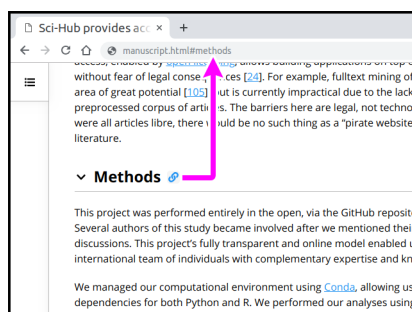 Sci-Hub provides acc
manuscript.html#methods
access, enabled by open licensing, allows building applications on top
without fear of legal conse ces [24]. For example, fulltext mining of
area of great potential [105] but is currently impractical due to the lack
preprocessed corpus of artic s. The barriers here are legal, not techno
were all articles libre, there would be no such thing as a "pirate website
literature.
Methods
This project was performed entirely in the open, via the GitHub reposit
Several authors of this study became involved after we mentioned thei
discussions. This project's fully transparent and online model enabled
international team of individuals with complementary expertise and kn
We managed our computational environment using Conda, allowing us
dependencies for both Python and R. We performed our analyses using